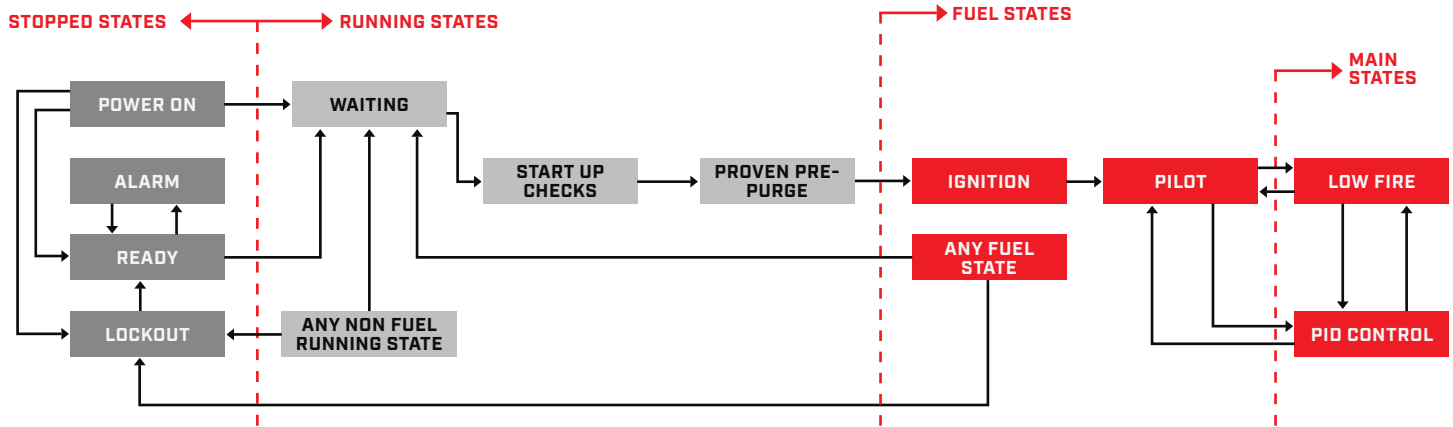 STOPPED STATES
RUNNING STATES
FUEL STATES
MAIN
STATES
POWER ON
WAITING
ALARM
START UP
CHECKS
PROVEN PRE-
PURGE
IGNITION
PILOT
LOW FIRE
READY
ANY FUEL
STATE
LOCKOUT
ANY NON FUEL
RUNNING STATE
PID CONTROL